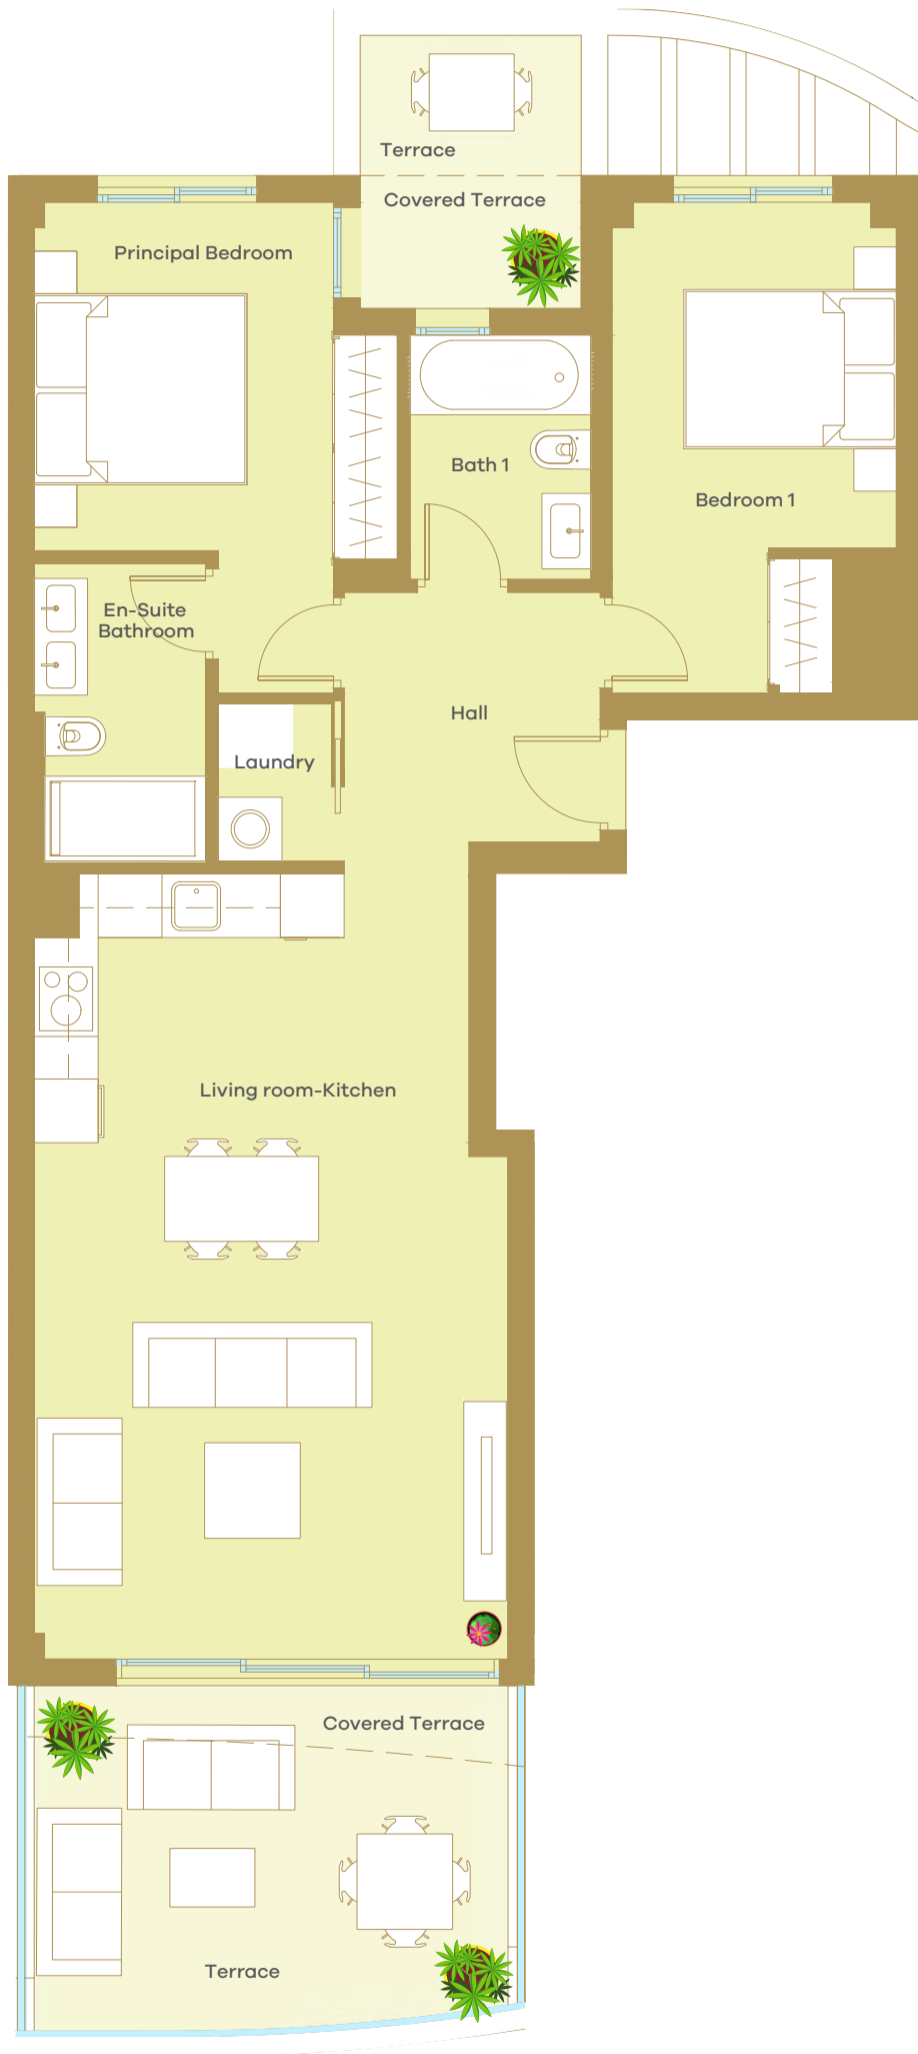 Terrace
Covered Terrace
Principal Bedroom
Bath 1
Bedroom 1
En-Suite
Bathroom
Hall
Laundry
Living room-Kitchen
Covered Terrace
Terrace